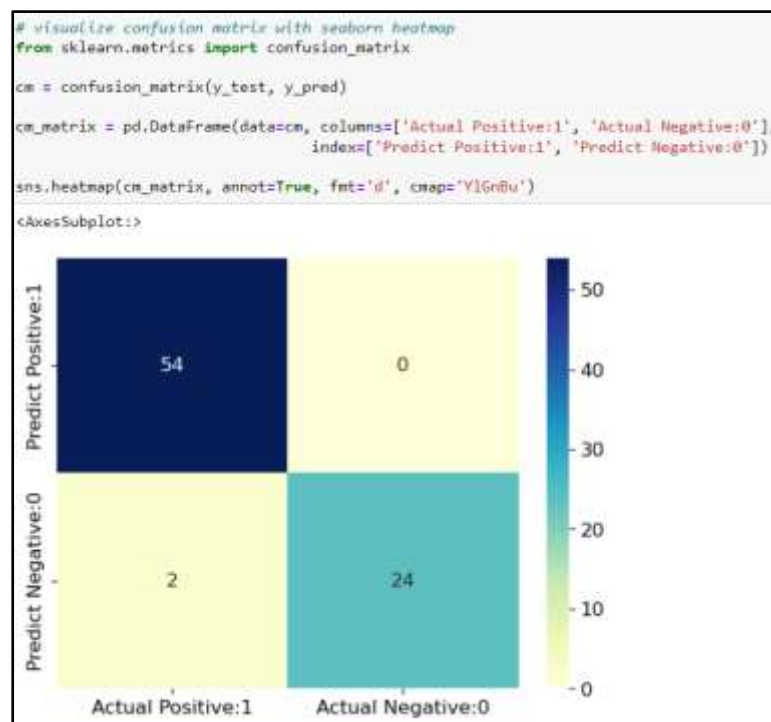 # visualize confusion matrix with seaborn heatmap
from sklearn.metrics import confusion_matrix
cm = confusion_matrix(y_test, y_pred)
cm_matrix = pd.DataFrame(data=cm, columns=['Actual Positive:1', 'Actual Negative:0']
index=['Predict Positive:1', 'Predict Negative:0'])
sns.heatmap(cm_matrix, annot=True, fmt='d', cmap='YlGnBu')
<AxesSubplot:>
Predict Positive:1
54
0
Predict Negative:0
2
24
Actual Positive:1
Actual Negative:0
50
40
30
20
10
0